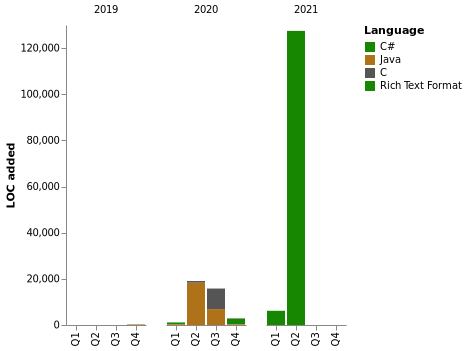 2019 2020 2021
Language
C#
Java
C
Rich Text Format
LOC added
120,000
100,000
80,000
60,000
40,000
20,000
0
Q1 Q2 Q3 Q4 Q1 Q2 Q3 Q4 Q1 Q2 Q3 Q4